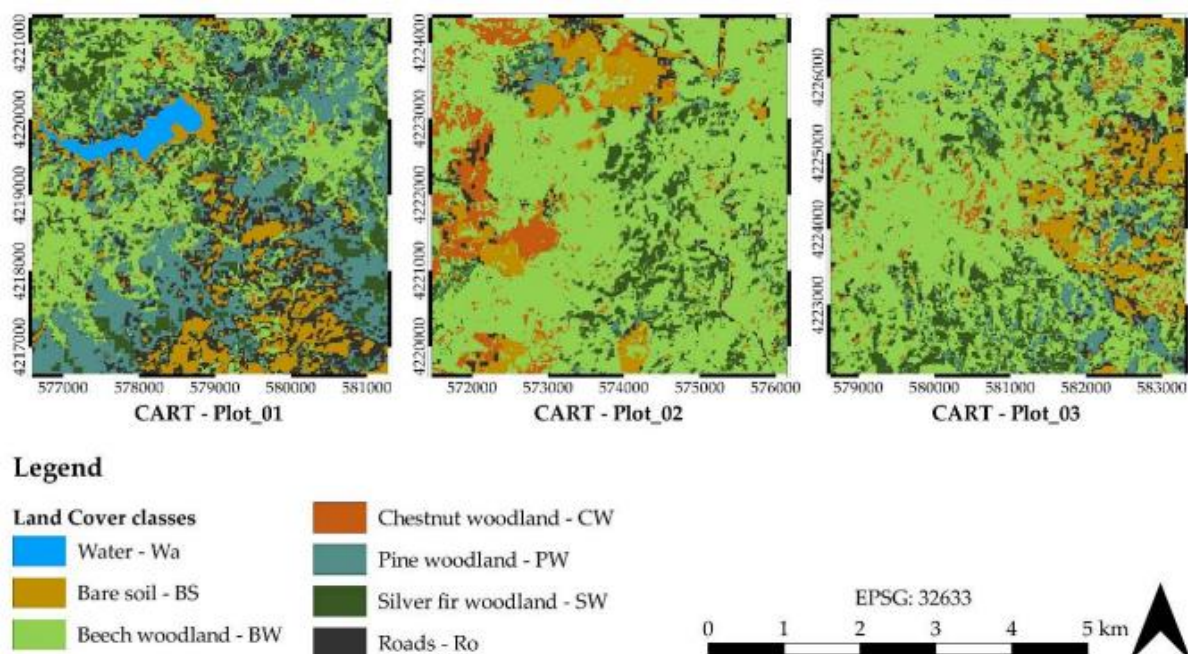 4221000
4220000
4219000
4218000
4217000
577000 578000 579000 580000 581000
CART - Plot_01
4224000
4223000
4222000
4221000
4220000
572000 573000 574000 575000 576000
CART - Plot_02
4226000
4225000
4224000
4223000
579000 580000 581000 582000 583000
CART - Plot_03
Legend
Land Cover classes
Water - Wa
Bare soil - BS
Beech woodland - BW
Chestnut woodland - CW
Pine woodland - PW
Silver fir woodland - SW
Roads - Ro
EPSG: 32633
0 1 2 3 4 5 km